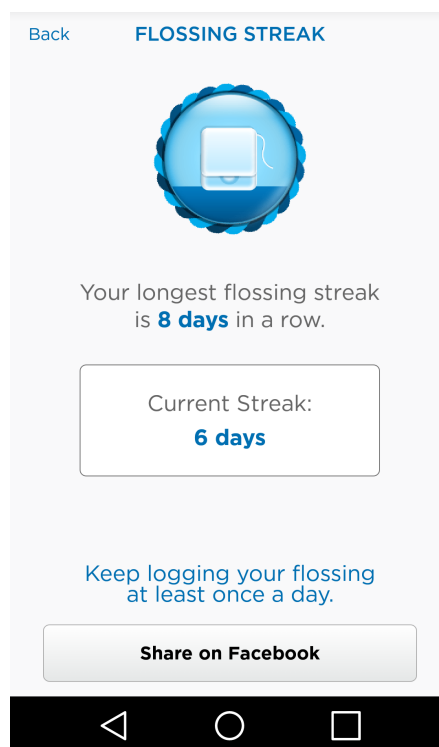 Back
FLOSSING STREAK
Your longest flossing streak
is 8 days in a row.
Current Streak:
6 days
Keep logging your flossing
at least once a day.
Share on Facebook